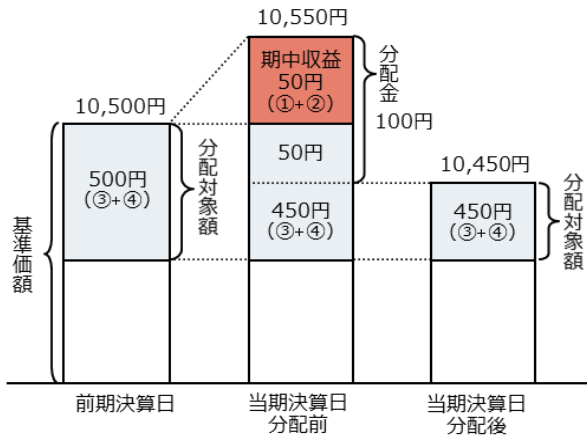 10,550円
期中収益
50円
(①+②)
分配金
100円
10,500円
50円
10,450円
500円
(③+④)
分配対象額
450円
(③+④)
450円
(③+④)
分配対象額
基準価額
前期決算日
当期決算日
分配前
当期決算日
分配後